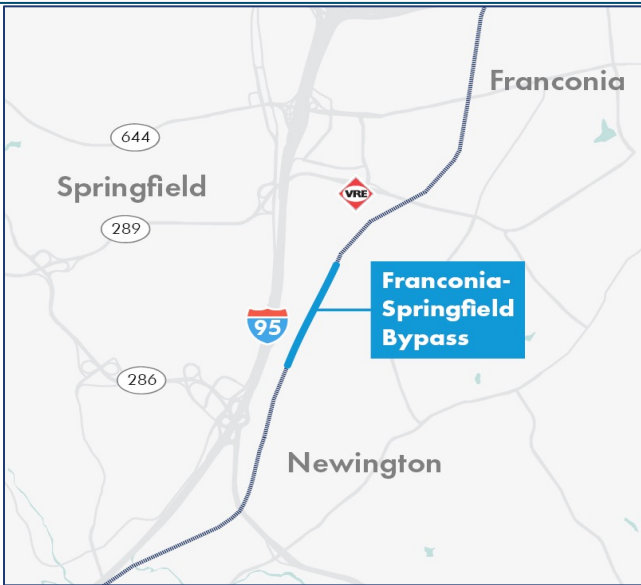 Franconia
644
VRE
Springfield
289
Franconia-
Springfield
Bypass
95
286
Newington